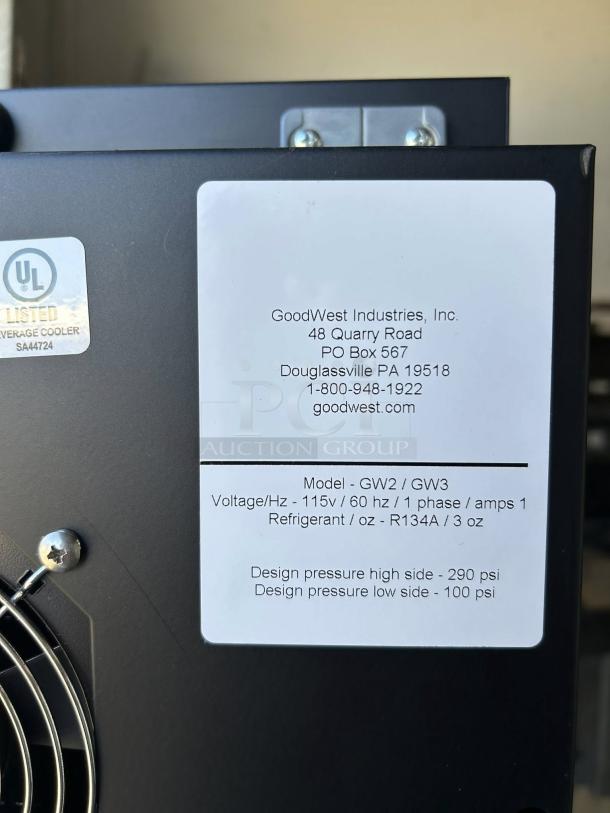 UL
LISTED
VERAGE COOLER
SA44724
GoodWest Industries, Inc.
48 Quarry Road
PO Box 567
Douglassville PA 19518
1-800-948-1922
goodwest.com
PCI
AUCTION GROUP
Model - GW2 / GW3
Voltage/Hz - 115v / 60 hz / 1 phase / amps 1
Refrigerant / oz - R134A / 3 oz
Design pressure high side - 290 psi
Design pressure low side - 100 psi